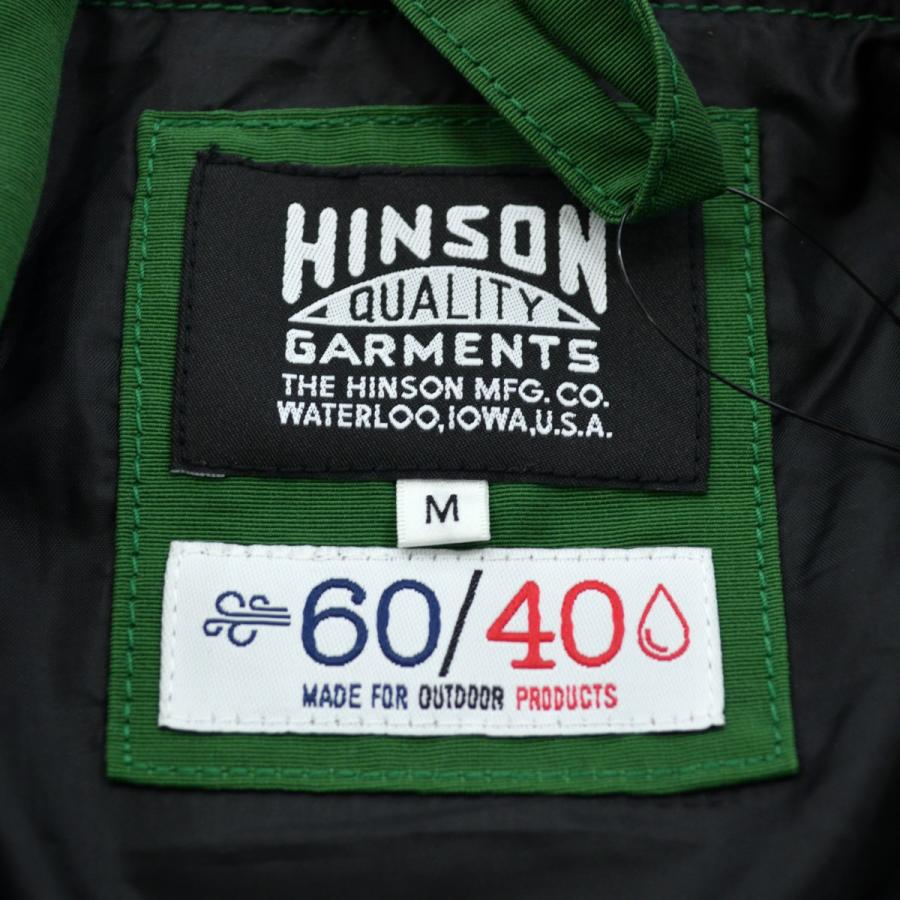 HINSON
QUALITY
GARMENTS
THE HINSON MFG. CO.
WATERLOO, IOWA, U.S.A.
M
60/40
MADE FOR OUTDOOR PRODUCTS